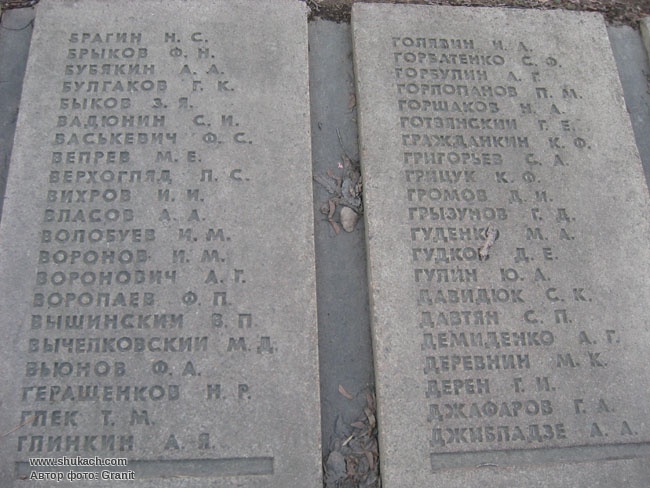 БРАГИН Н. С.
БРЫКОВ Ф. Н.
БУБЯКИН А. А.
БУЛГАКОВ Г. К.
БЫКОВ З. Я.
ВАДЮНИН С. И.
ВАСЬКЕВИЧ Ф. С.
ВЕПРЕВ М. Е.
ВЕРХОГЛЯД Л. С.
ВИХРОВ И. И.
ВЛАСОВ А. А.
ВОЛОБУЕВ И. М.
ВОРОНОВ И. М.
ВОРОНОВИЧ А. Г.
ВОРОПАЕВ Ф. П.
ВЫШИНСКИЙ В. П.
ВЫЧЕЛКОВСКИЙ М. Д.
ВЬЮНОВ Ф. А.
ГЕРАЩЕНКОВ Н. Р.
ГЛЕК Т. М.
ГЛИНКИН А. Я.
www.shukach.com
Автор фото: Granit
ГОЛЯВИН И. А.
ГОРБАТЕНКО С. Ф.
ГОРБУЛИН А. Г.
ГОРЛОПАНОВ П. М.
ГОРШАКОВ Н. А.
ГОТВЯНСКИЙ Г. Е.
ГРАЖДАНКИН К. Ф.
ГРИГОРЬЕВ С. А.
ГРИЦУК К. Ф.
ГРОМОВ Д. И.
ГРЫЗУНОВ Г. Д.
ГУДЕНКО М. А.
ГУДКОВ Д. Е.
ГУЛИН Ю. А.
ДАВИДЮК С. К.
ДАВТЯН С. П.
ДЕМИДЕНКО А. Г.
ДЕРЕВНИН М. К.
ДЕРЕН Г. И.
ДЖАФАРОВ Г. А.
ДЖИБЛАДЗЕ А. А.